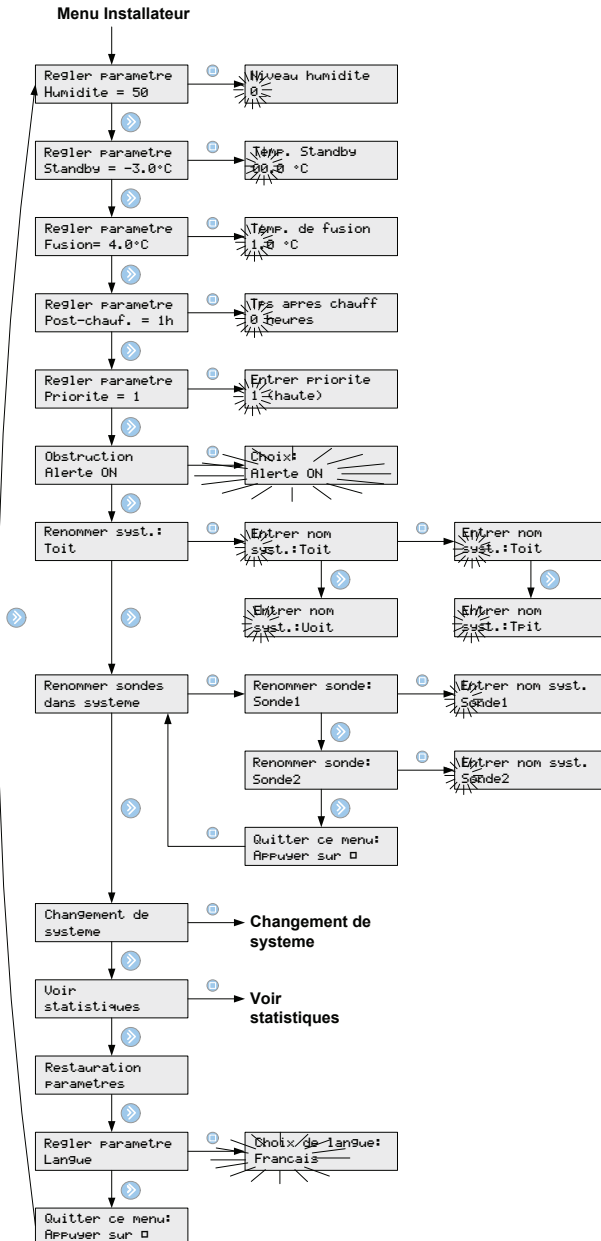 Menu Installateur
Regler parametre
Humidite = 50
Niveau humidite
0
Regler parametre
Standby = -3.0°C
Temp. Standby
00.0 °C
Regler parametre
Fusion= 4.0°C
Temp. de fusion
1.0 °C
Regler parametre
Post-chauf. = 1h
Tps apres chauff
0 heures
Regler parametre
Priorite = 1
Entrer priorite
1 (haute)
Obstruction
Alerte ON
Choix:
Alerte ON
Renommer syst.:
Toit
Entrer nom
syst.:Toit
Entrer nom
syst.:Toit
Entrer nom
syst.:Uoit
Entrer nom
syst.:Tpit
Renommer sondes
dans systeme
Renommer sonde:
Sonde1
Entrer nom syst.
Sonde1
Renommer sonde:
Sonde2
Entrer nom syst.
Sonde2
Quitter ce menu:
Appuyer sur □
Changement de
systeme
Changement de
systeme
Voir
statistiques
Voir
statistiques
Restauration
parametres
Regler parametre
Langue
Choix de langue:
Francais
Quitter ce menu:
Appuyer sur □